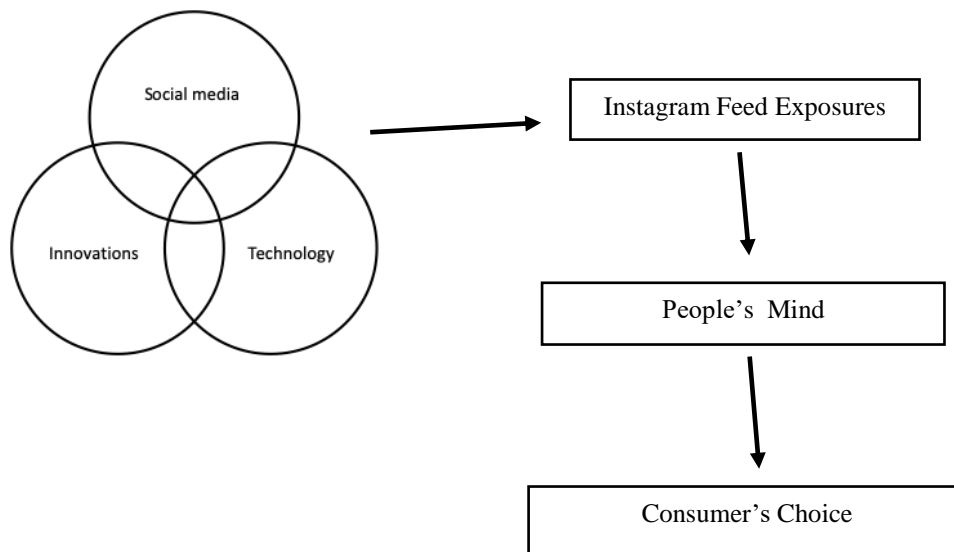 Social media
Innovations
Technology
Instagram Feed Exposures
People’s  Mind
Consumer’s Choice